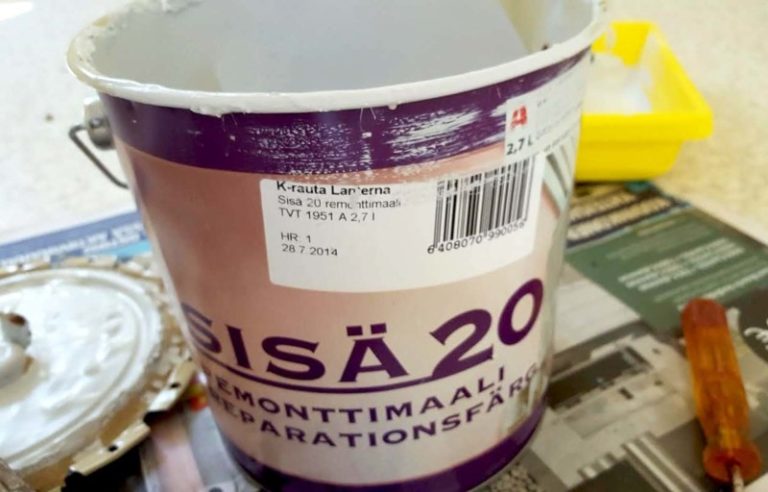 2,7 L
K-rauta Lanterna
Sisä 20 remonttimaali
TVT 1951 A 2,7 l
HR. 1
28.7.2014
6408070 990056
SISÄ 20
REMONTTIMAALI
REPARATIONSFÄRG